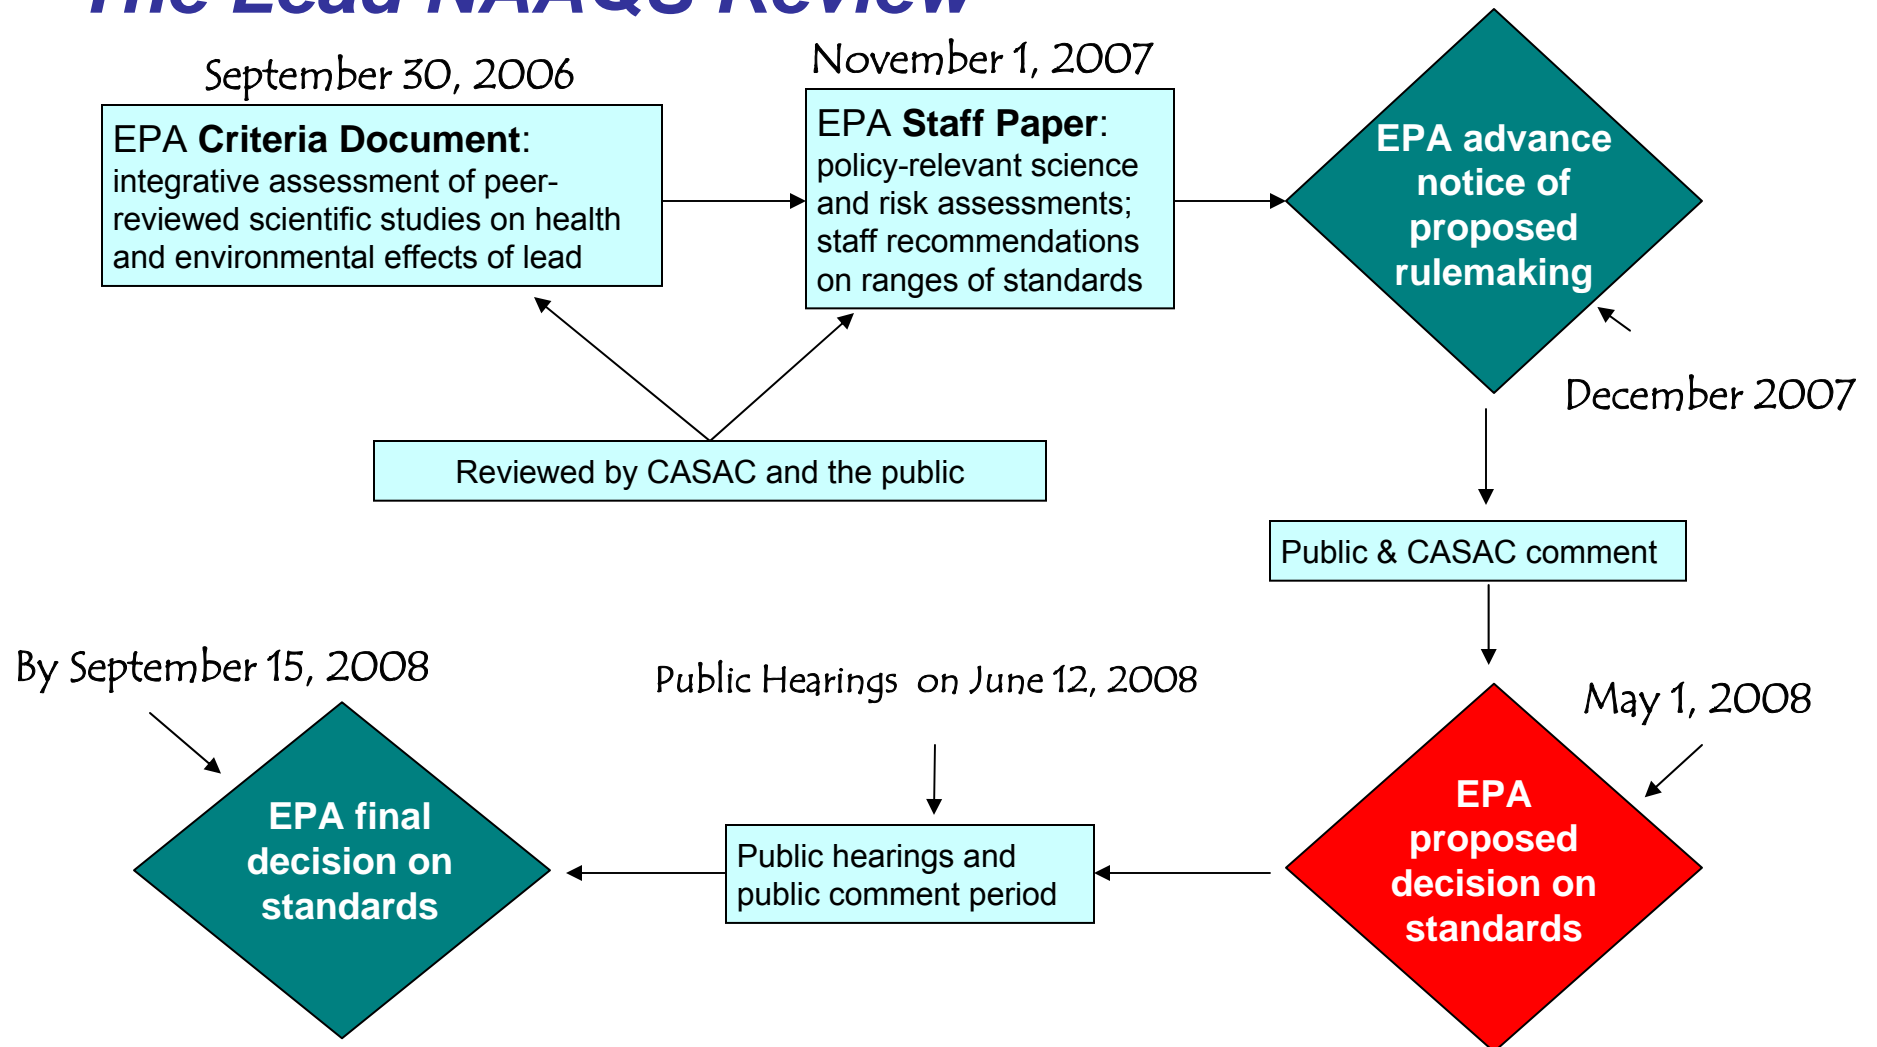 The Lead NAAQS Review
September 30, 2006
EPA Criteria Document:
integrative assessment of peer-
reviewed scientific studies on health
and environmental effects of lead
November 1, 2007
EPA Staff Paper:
policy-relevant science
and risk assessments;
staff recommendations
on ranges of standards
EPA advance
notice of
proposed
rulemaking
December 2007
Reviewed by CASAC and the public
Public & CASAC comment
May 1, 2008
EPA
proposed
decision on
standards
Public Hearings on June 12, 2008
Public hearings and
public comment period
By September 15, 2008
EPA final
decision on
standards